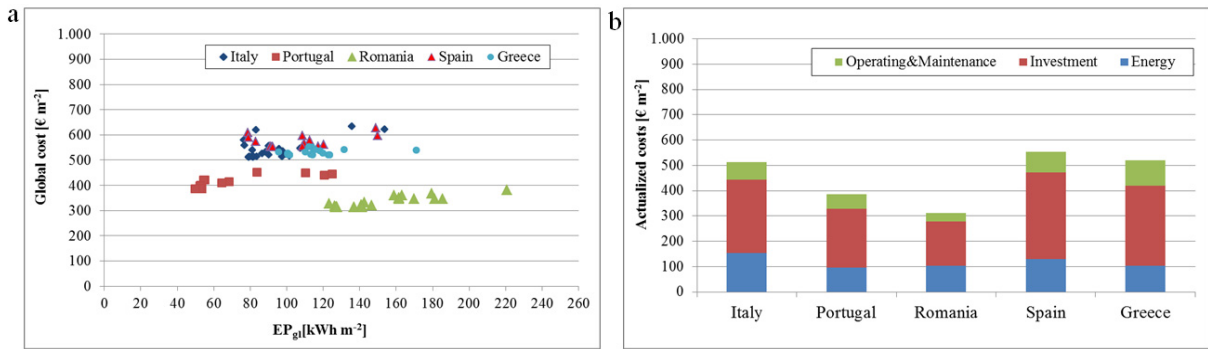 a
1.000
900
800
700
600
500
400
300
200
100
0
Global cost [€ m-2]
Italy Portugal Romania Spain Greece
0 20 40 60 80 100 120 140 160 180 200 220 240 260
EPgl[kWh m-2]
b
1.000
900
800
700
600
500
400
300
200
100
0
Actualized costs [€ m-2]
Operating&Maintenance Investment Energy
Italy Portugal Romania Spain Greece